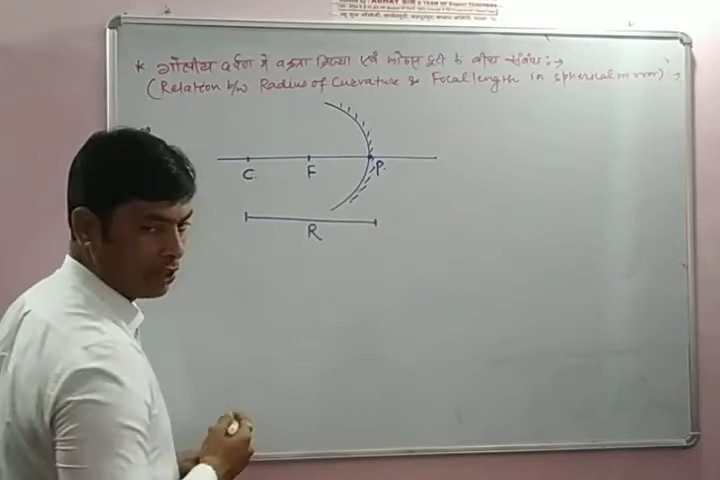 * गोलीय दर्पण में वक्रता त्रिज्या एवं फोकस दूरी के बीच संबंध :→
(Relation b/w Radius of Curvature & Focal length in spherical mirror) →
C F P
R